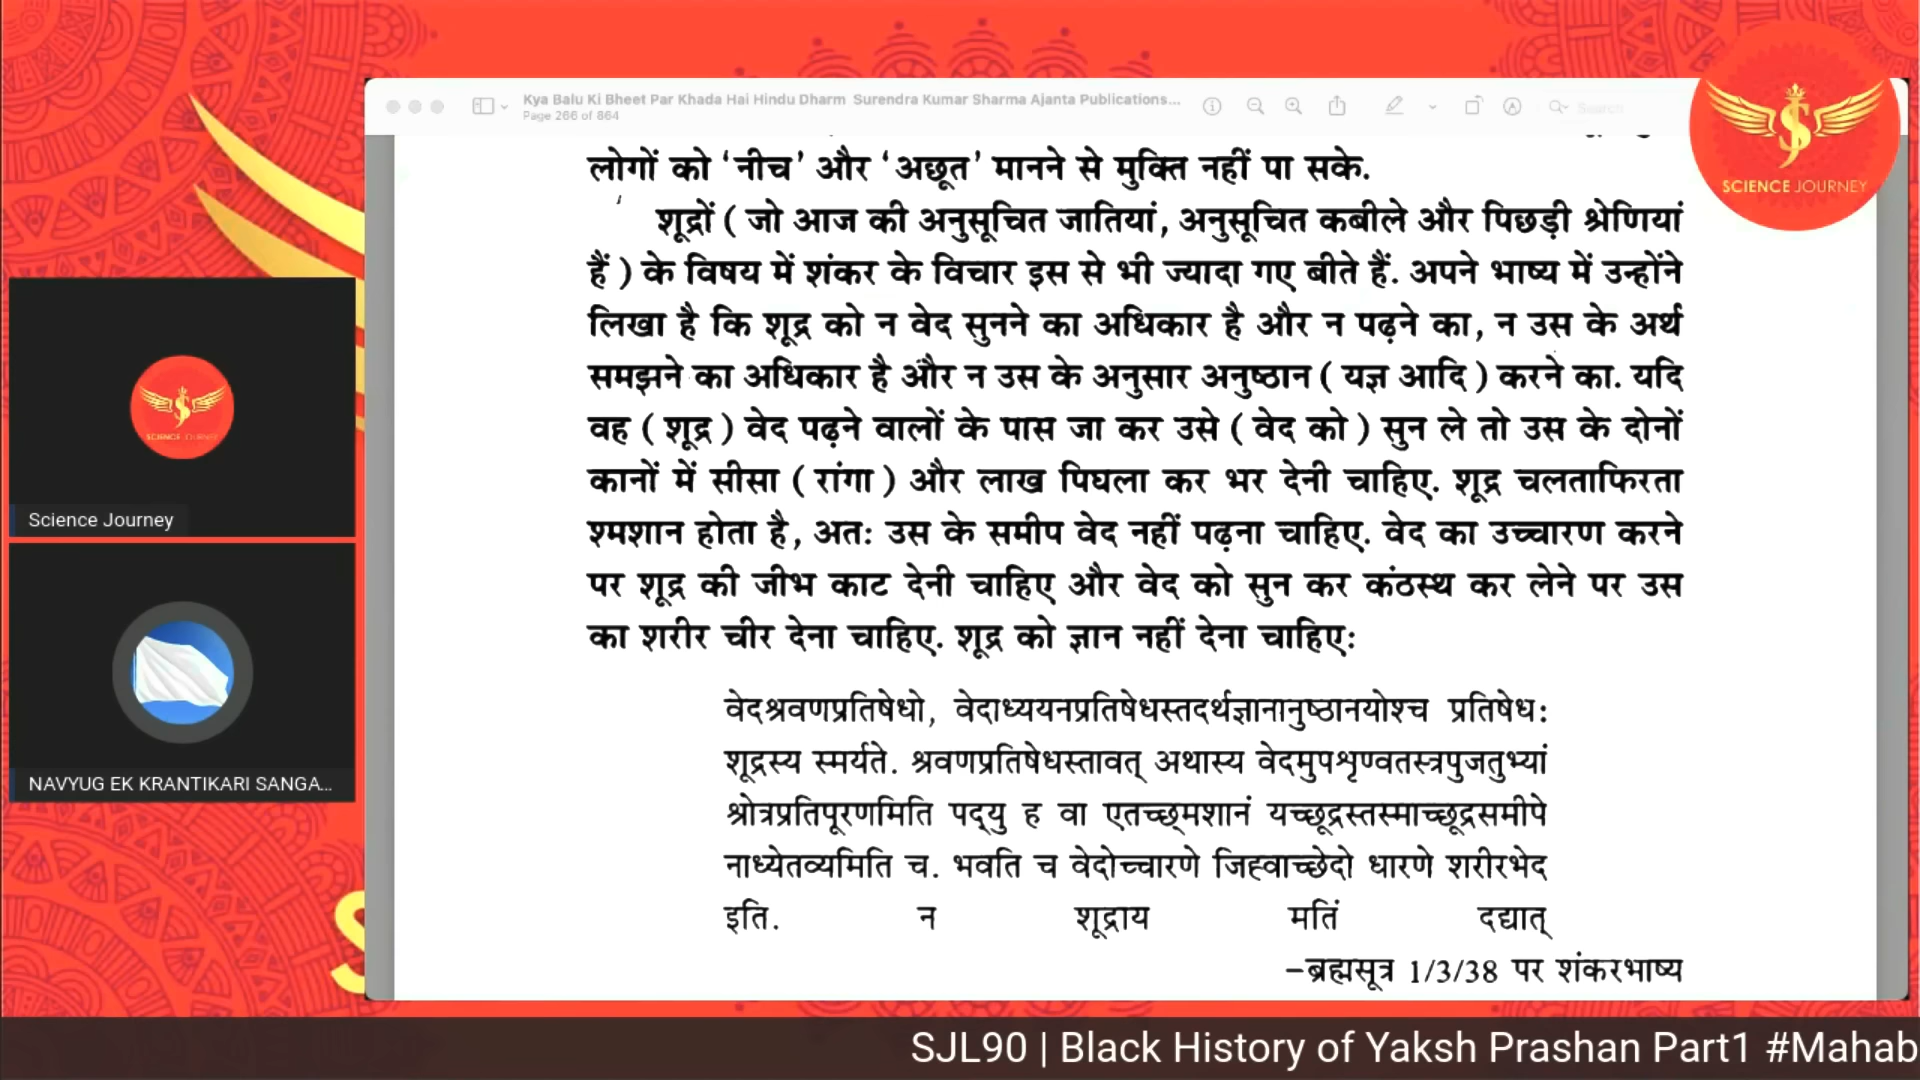 Kya Balu Ki Bheet Par Khada Hai Hindu Dharm Surendra Kumar Sharma Ajanta Publications...
Page 266 of 864
Search
SCIENCE JOURNEY
लोगों को ‘नीच’ और ‘अछूत’ मानने से मुक्ति नहीं पा सके.
शूद्रों ( जो आज की अनुसूचित जातियां, अनुसूचित कबीले और पिछड़ी श्रेणियां
हैं ) के विषय में शंकर के विचार इस से भी ज्यादा गए बीते हैं. अपने भाष्य में उन्होंने
लिखा है कि शूद्र को न वेद सुनने का अधिकार है और न पढ़ने का, न उस के अर्थ
समझने का अधिकार है और न उस के अनुसार अनुष्ठान ( यज्ञ आदि ) करने का. यदि
वह ( शूद्र ) वेद पढ़ने वालों के पास जा कर उसे ( वेद को ) सुन ले तो उस के दोनों
कानों में सीसा ( रांगा ) और लाख पिघला कर भर देनी चाहिए. शूद्र चलताफिरता
श्मशान होता है, अतः उस के समीप वेद नहीं पढ़ना चाहिए. वेद का उच्चारण करने
पर शूद्र की जीभ काट देनी चाहिए और वेद को सुन कर कंठस्थ कर लेने पर उस
का शरीर चीर देना चाहिए. शूद्र को ज्ञान नहीं देना चाहिए:
वेदश्रवणप्रतिषेधो, वेदाध्ययनप्रतिषेधस्तदर्थज्ञानानुष्ठानयोश्च प्रतिषेध:
शूद्रस्य स्मर्यते. श्रवणप्रतिषेधस्तावत् अथास्य वेदमुपशृण्वतस्त्रपुजतुभ्यां
श्रोत्रप्रतिपूरणमिति पद्यु ह वा एतच्छ्मशानं यच्छूद्रस्तस्माच्छूद्रसमीपे
नाध्येतव्यमिति च. भवति च वेदोच्चारणे जिह्वाच्छेदो धारणे शरीरभेद
इति. न शूद्राय मतिं दद्यात्
–ब्रह्मसूत्र 1/3/38 पर शंकरभाष्य
Science Journey
NAVYUG EK KRANTIKARI SANGA...
SJL90 | Black History of Yaksh Prashan Part1 #Mahab